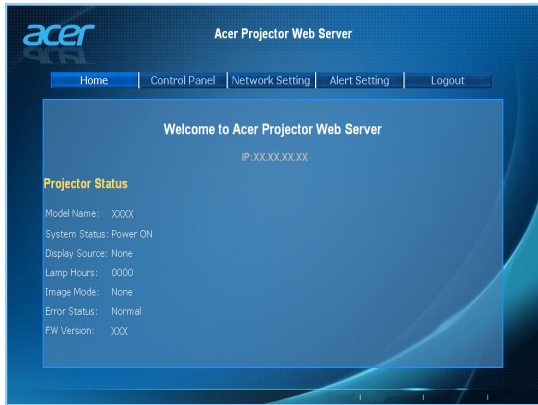 acer
Acer Projector Web Server
Home Control Panel Network Setting Alert Setting Logout
Welcome to Acer Projector Web Server
IP:XX.XX.XX.XX
Projector Status
Model Name: XXXX
System Status: Power ON
Display Source: None
Lamp Hours: 0000
Image Mode: None
Error Status: Normal
FW Version: XXX